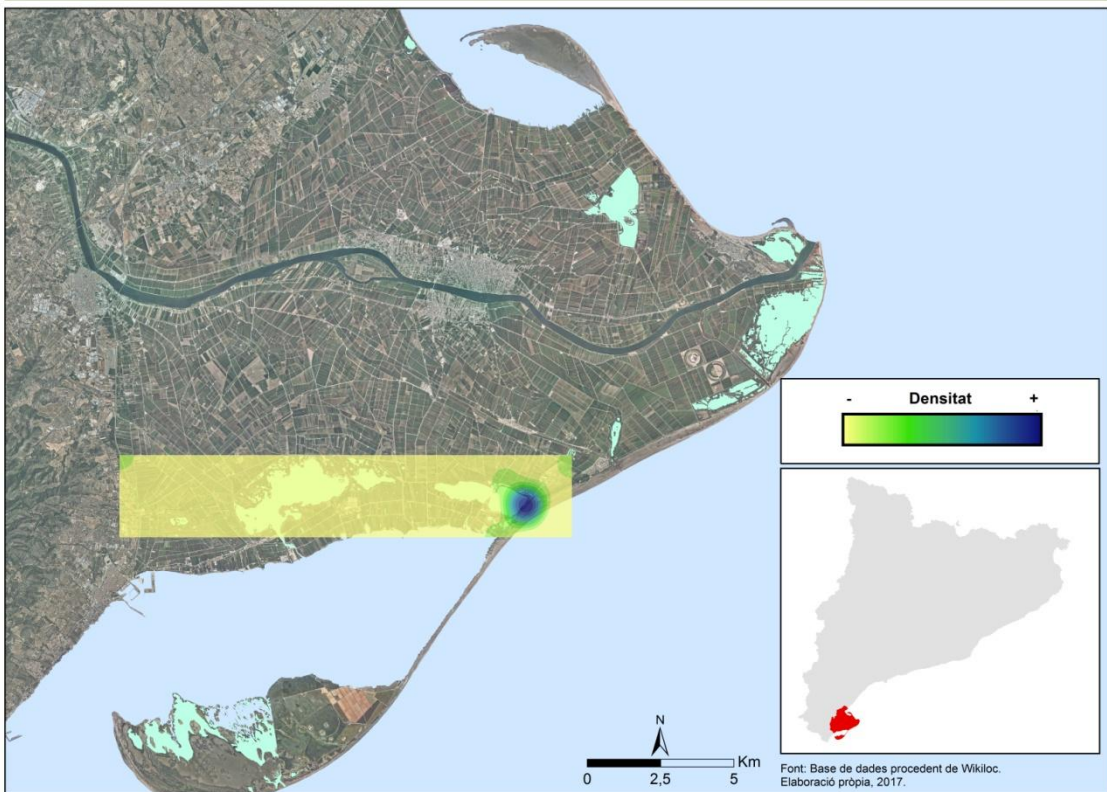 - Densitat +
N
Km
0 2,5 5
Font: Base de dades procedent de Wikiloc.
Elaboració pròpia, 2017.